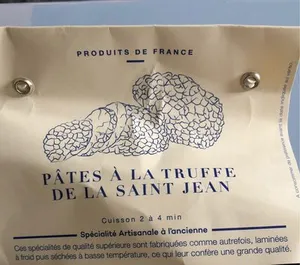 PRODUITS DE FRANCE
PÂTES À LA TRUFFE
DE LA SAINT JEAN
Cuisson 2 à 4 min
Spécialité Artisanale à l'ancienne
Ces spécialités de qualité supérieure sont fabriquées comme autrefois, laminées
à froid puis séchées à basse température, ce qui leur confère une grande qualité.